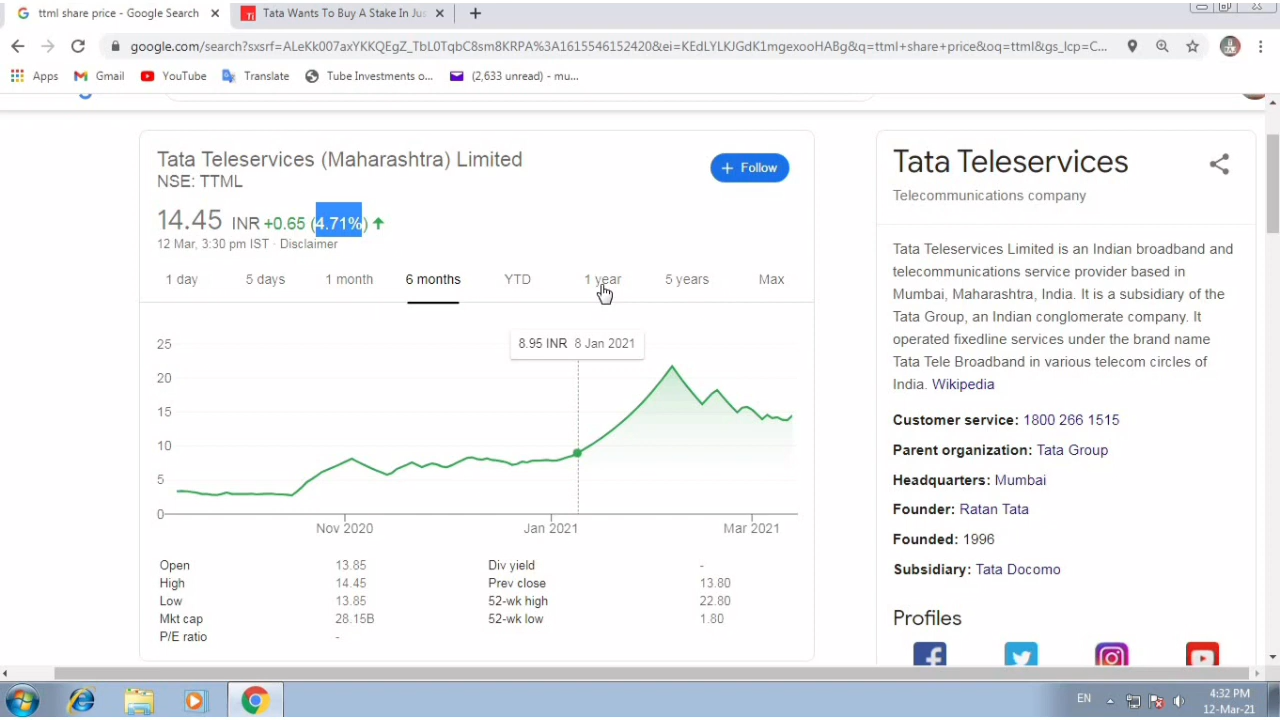 ttml share price - Google Search
Tata Wants To Buy A Stake In Jus
google.com/search?sxsrf=ALeKk007axYKKQEgZ_TbL0TqbC8sm8KRPA%3A1615546152420&ei=KEdLYLKJGdK1mgexooHABg&q=ttml+share+price&oq=ttml&gs_lcp=C...
Apps Gmail YouTube Translate Tube Investments o... (2,633 unread) - mu...
Tata Teleservices (Maharashtra) Limited
NSE: TTML
+ Follow
14.45 INR +0.65 (4.71%)
12 Mar, 3:30 pm IST · Disclaimer
1 day 5 days 1 month 6 months YTD 1 year 5 years Max
8.95 INR 8 Jan 2021
25
20
15
10
5
0
Nov 2020 Jan 2021 Mar 2021
Open 13.85 Div yield -
High 14.45 Prev close 13.80
Low 13.85 52-wk high 22.80
Mkt cap 28.15B 52-wk low 1.80
P/E ratio -
Tata Teleservices
Telecommunications company
Tata Teleservices Limited is an Indian broadband and
telecommunications service provider based in
Mumbai, Maharashtra, India. It is a subsidiary of the
Tata Group, an Indian conglomerate company. It
operated fixedline services under the brand name
Tata Tele Broadband in various telecom circles of
India. Wikipedia
Customer service: 1800 266 1515
Parent organization: Tata Group
Headquarters: Mumbai
Founder: Ratan Tata
Founded: 1996
Subsidiary: Tata Docomo
Profiles
EN
4:32 PM
12-Mar-21